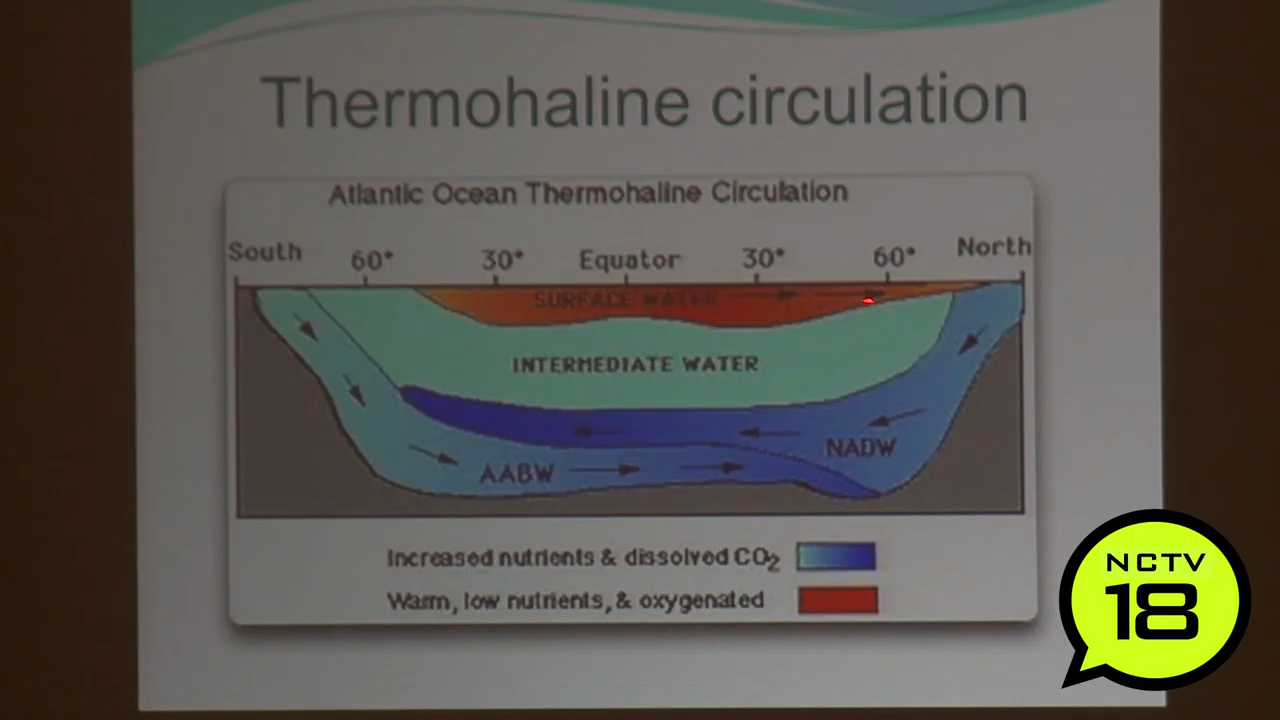 Thermohaline circulation
Atlantic Ocean Thermohaline Circulation
South 60° 30° Equator 30° 60° North
SURFACE WATER
INTERMEDIATE WATER
NADW
AABW
Increased nutrients & dissolved CO₂
Warm, low nutrients, & oxygenated
NCTV
18